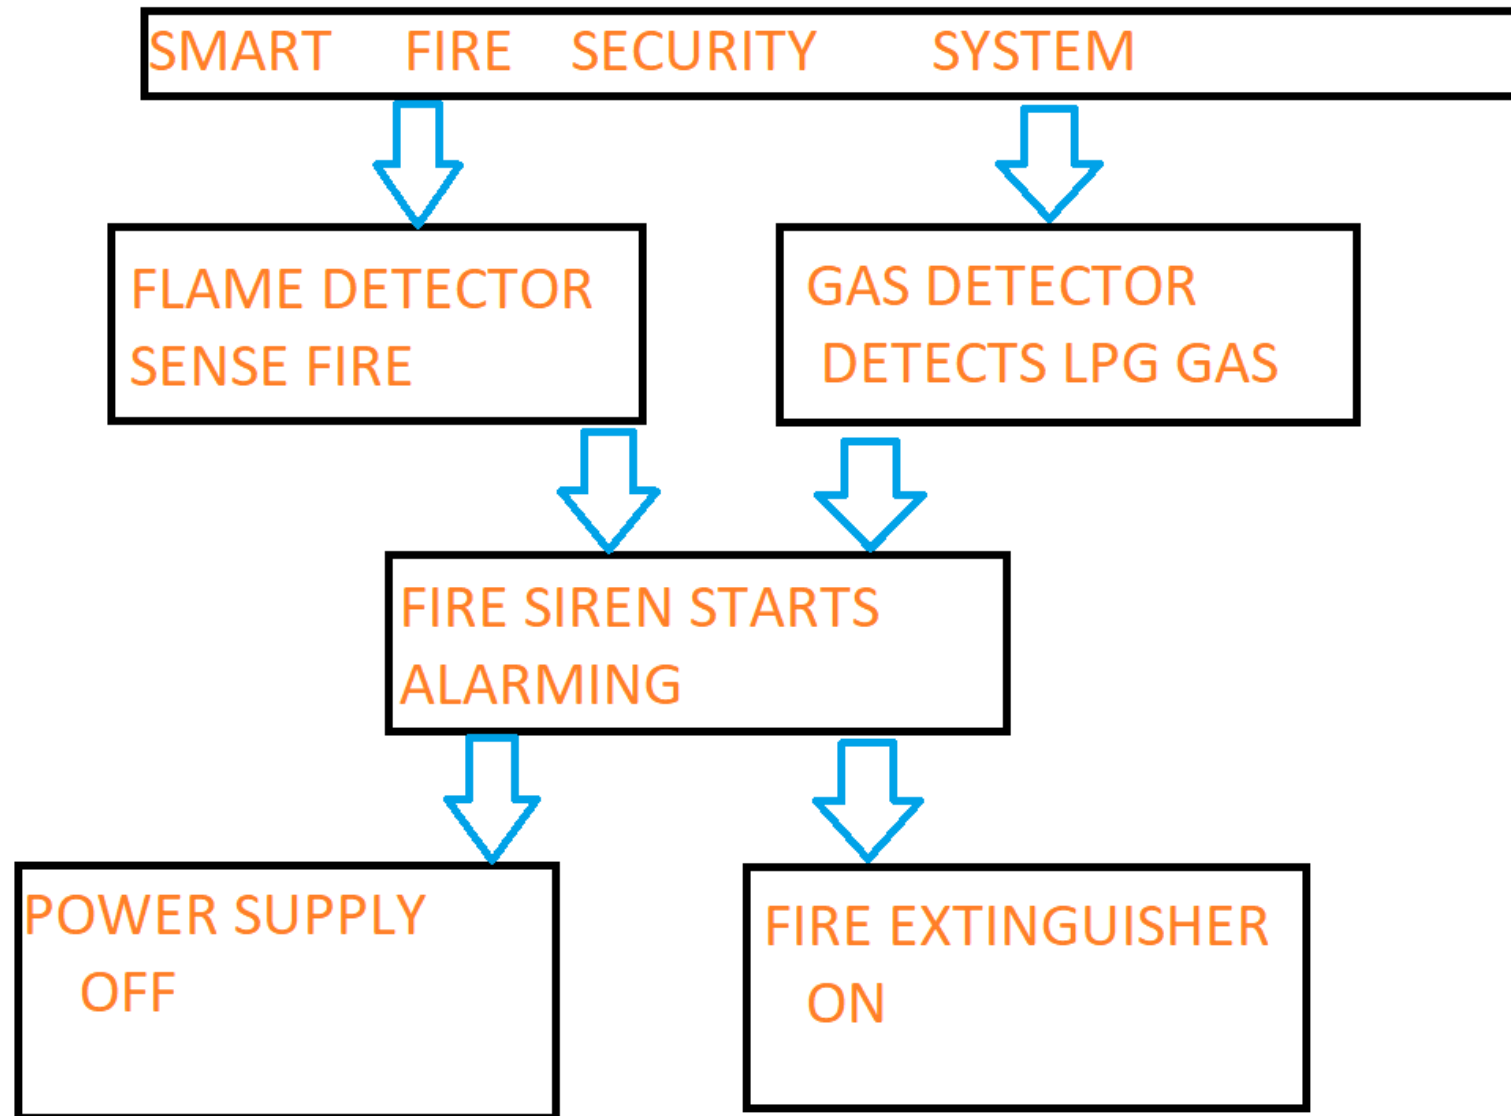 SMART FIRE SECURITY SYSTEM
FLAME DETECTOR
SENSE FIRE
GAS DETECTOR
DETECTS LPG GAS
FIRE SIREN STARTS
ALARMING
POWER SUPPLY
OFF
FIRE EXTINGUISHER
ON